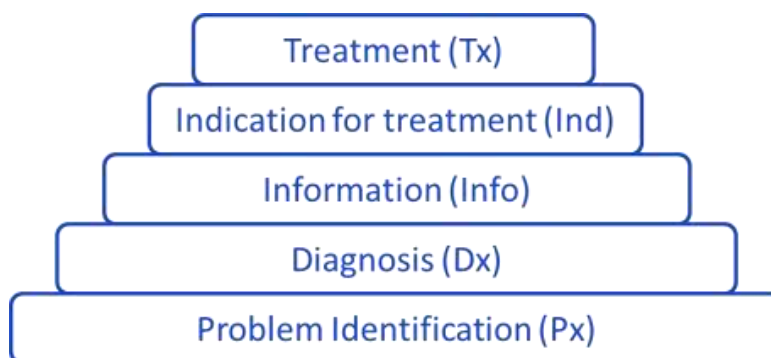 Treatment (Tx)
Indication for treatment (Ind)
Information (Info)
Diagnosis (Dx)
Problem Identification (Px)